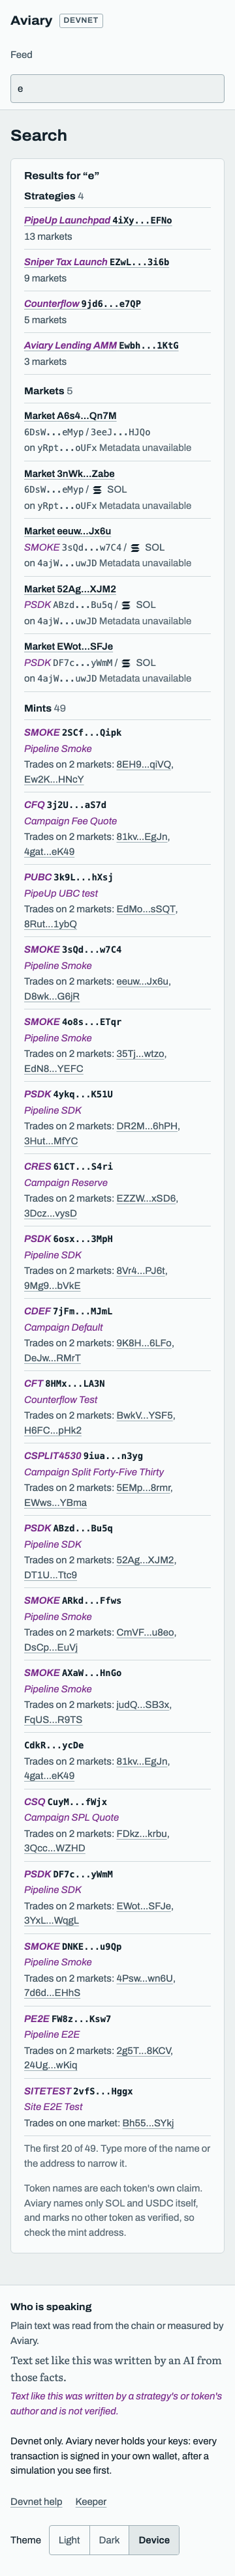 Aviary DEVNET
Feed
e
Search
Results for “e”
Strategies 4
PipeUp Launchpad 4iXy...EFNo
13 markets
Sniper Tax Launch EZwL...3i6b
9 markets
Counterflow 9jd6...e7QP
5 markets
Aviary Lending AMM Ewbh...1KtG
3 markets
Markets 5
Market A6s4...Qn7M
6DsW...eMyp / 3eeJ...HJQo
on yRpt...oUFx Metadata unavailable
Market 3nWk...Zabe
6DsW...eMyp / SOL
on yRpt...oUFx Metadata unavailable
Market eeuw...Jx6u
SMOKE 3sQd...w7C4 / SOL
on 4ajW...uwJD Metadata unavailable
Market 52Ag...XJM2
PSDK ABzd...Bu5q / SOL
on 4ajW...uwJD Metadata unavailable
Market EWot...SFJe
PSDK DF7c...yWmM / SOL
on 4ajW...uwJD Metadata unavailable
Mints 49
SMOKE 2SCf...Qipk
Pipeline Smoke
Trades on 2 markets: 8EH9...qiVQ,
Ew2K...HNcY
CFQ 3j2U...aS7d
Campaign Fee Quote
Trades on 2 markets: 81kv...EgJn,
4gat...eK49
PUBC 3k9L...hXsj
PipeUp UBC test
Trades on 2 markets: EdMo...sSQT,
8Rut...1ybQ
SMOKE 3sQd...w7C4
Pipeline Smoke
Trades on 2 markets: eeuw...Jx6u,
D8wk...G6jR
SMOKE 4o8s...ETqr
Pipeline Smoke
Trades on 2 markets: 35Tj...wtzo,
EdN8...YEFC
PSDK 4ykq...K51U
Pipeline SDK
Trades on 2 markets: DR2M...6hPH,
3Hut...MfYC
CRES 61CT...S4ri
Campaign Reserve
Trades on 2 markets: EZZW...xSD6,
3Dcz...vysD
PSDK 6osx...3MpH
Pipeline SDK
Trades on 2 markets: 8Vr4...PJ6t,
9Mg9...bVkE
CDEF 7jFm...MJmL
Campaign Default
Trades on 2 markets: 9K8H...6LFo,
DeJw...RMrT
CFT 8HMx...LA3N
Counterflow Test
Trades on 2 markets: BwkV...YSF5,
H6FC...pHk2
CSPLIT4530 9iua...n3yg
Campaign Split Forty-Five Thirty
Trades on 2 markets: 5EMp...8rmr,
EWws...YBma
PSDK ABzd...Bu5q
Pipeline SDK
Trades on 2 markets: 52Ag...XJM2,
DT1U...Ttc9
SMOKE ARkd...Ffws
Pipeline Smoke
Trades on 2 markets: CmVF...u8eo,
DsCp...EuVj
SMOKE AXaW...HnGo
Pipeline Smoke
Trades on 2 markets: judQ...SB3x,
FqUS...R9TS
CdkR...ycDe
Trades on 2 markets: 81kv...EgJn,
4gat...eK49
CSQ CuyM...fWjx
Campaign SPL Quote
Trades on 2 markets: FDkz...krbu,
3Qcc...WZHD
PSDK DF7c...yWmM
Pipeline SDK
Trades on 2 markets: EWot...SFJe,
3YxL...WqgL
SMOKE DNKE...u9Qp
Pipeline Smoke
Trades on 2 markets: 4Psw...wn6U,
7d6d...EHhS
PE2E FW8z...Ksw7
Pipeline E2E
Trades on 2 markets: 2g5T...8KCV,
24Ug...wKiq
SITETEST 2vfS...Hggx
Site E2E Test
Trades on one market: Bh55...SYkj
The first 20 of 49. Type more of the name or
the address to narrow it.
Token names are each token's own claim.
Aviary names only SOL and USDC itself,
and marks no other token as verified, so
check the mint address.
Who is speaking
Plain text was read from the chain or measured by
Aviary.
Text set like this was written by an AI from
those facts.
Text like this was written by a strategy's or token's
author and is not verified.
Devnet only. Aviary never holds your keys: every
transaction is signed in your own wallet, after a
simulation you see first.
Devnet help Keeper
Theme Light Dark Device